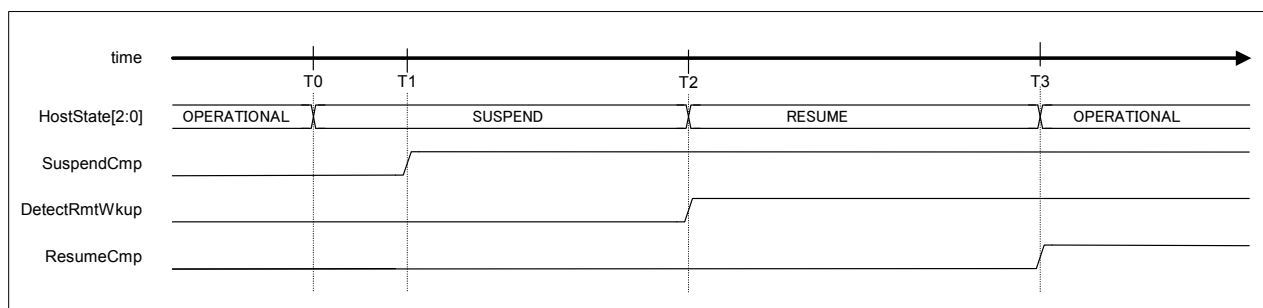 time
T0 T1 T2 T3
HostState[2:0] OPERATIONAL SUSPEND RESUME OPERATIONAL
SuspendCmp
DetectRmtWkup
ResumeCmp